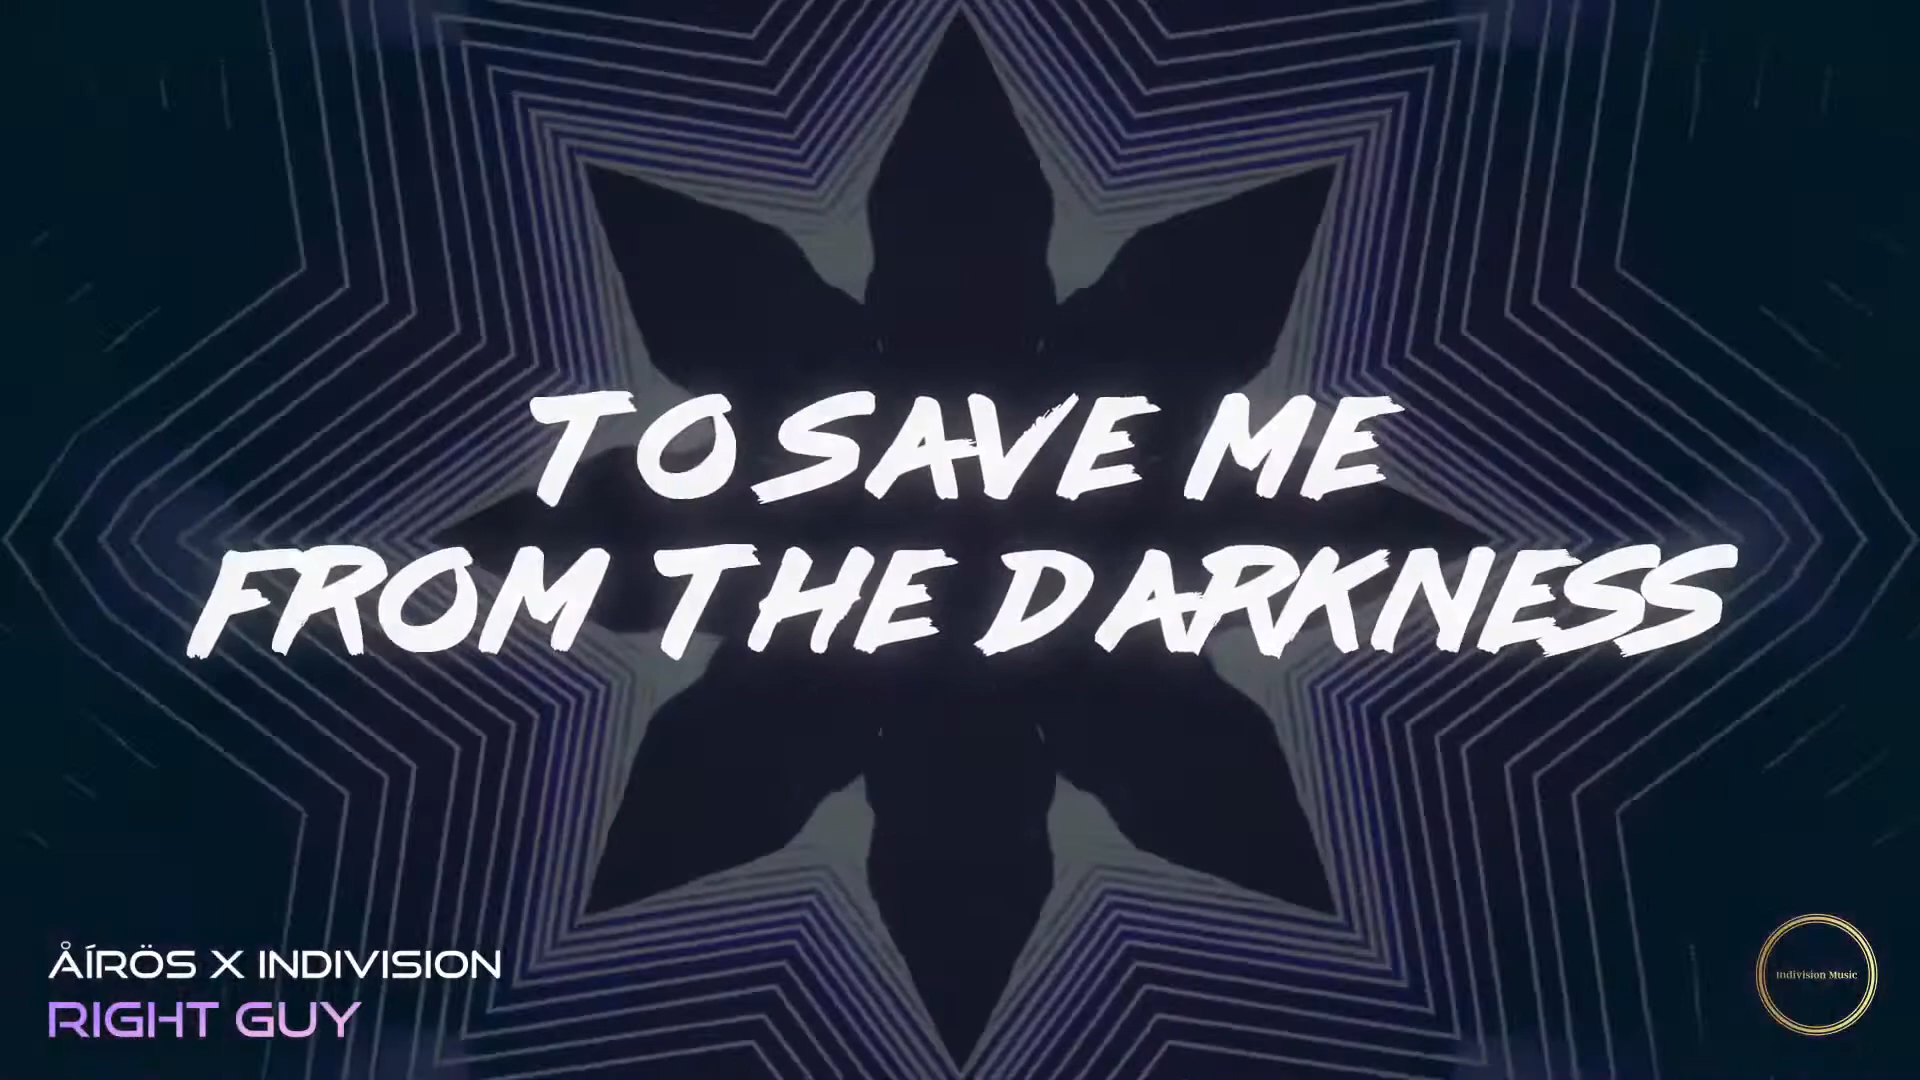 TO SAVE ME
FROM THE DARKNESS
ÅÍRÖS X INDIVISION
RIGHT GUY
Indivision Music